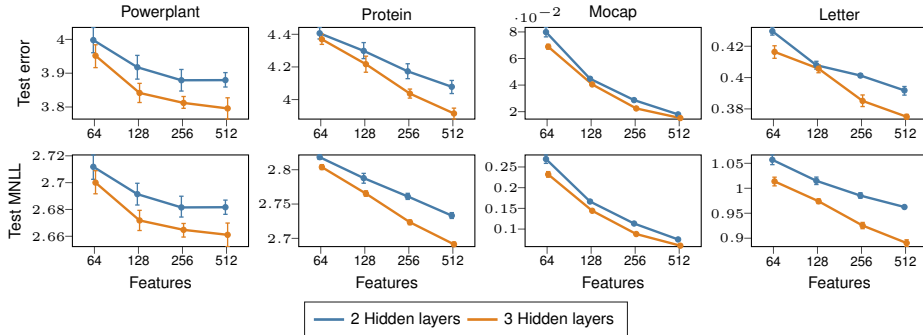 Powerplant
Protein
Mocap
Letter
Test error
4
3.9
3.8
64 128 256 512
4.4
4.2
4
64 128 256 512
·10⁻²
8
6
4
2
64 128 256 512
0.42
0.4
0.38
64 128 256 512
Test MNLL
2.72
2.7
2.68
2.66
64 128 256 512
Features
2.8
2.75
2.7
64 128 256 512
Features
0.25
0.2
0.15
0.1
64 128 256 512
Features
1.05
1
0.95
0.9
64 128 256 512
Features
2 Hidden layers 3 Hidden layers